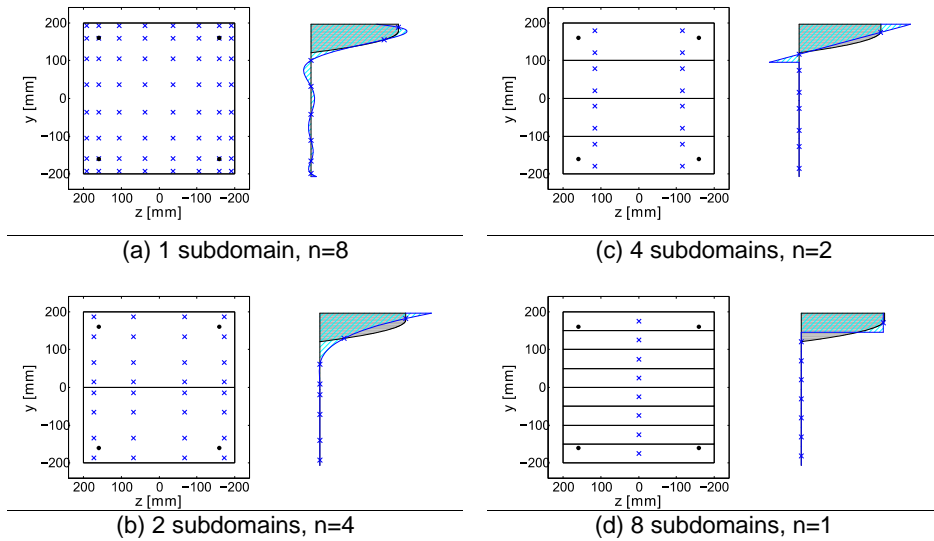 200
100
0
−100
−200
y [mm]
200 100 0 −100 −200
z [mm]
(a) 1 subdomain, n=8
200
100
0
−100
−200
y [mm]
200 100 0 −100 −200
z [mm]
(c) 4 subdomains, n=2
200
100
0
−100
−200
y [mm]
200 100 0 −100 −200
z [mm]
(b) 2 subdomains, n=4
200
100
0
−100
−200
y [mm]
200 100 0 −100 −200
z [mm]
(d) 8 subdomains, n=1